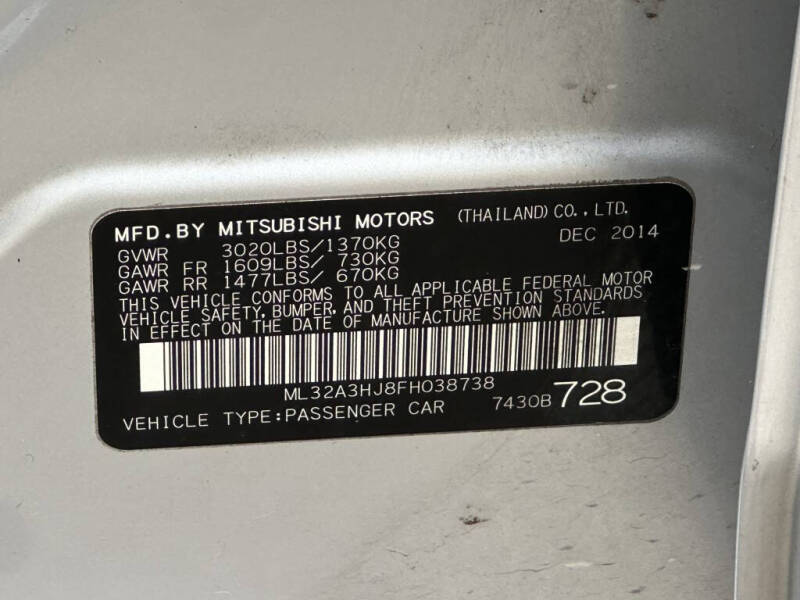 MFD.BY MITSUBISHI MOTORS (THAILAND) CO., LTD.
GVWR 3020LBS/1370KG DEC 2014
GAWR FR 1609LBS/ 730KG
GAWR RR 1477LBS/ 670KG
THIS VEHICLE CONFORMS TO ALL APPLICABLE FEDERAL MOTOR
VEHICLE SAFETY, BUMPER, AND THEFT PREVENTION STANDARDS
IN EFFECT ON THE DATE OF MANUFACTURE SHOWN ABOVE.
ML32A3HJ8FH038738
VEHICLE TYPE:PASSENGER CAR 7430B 728